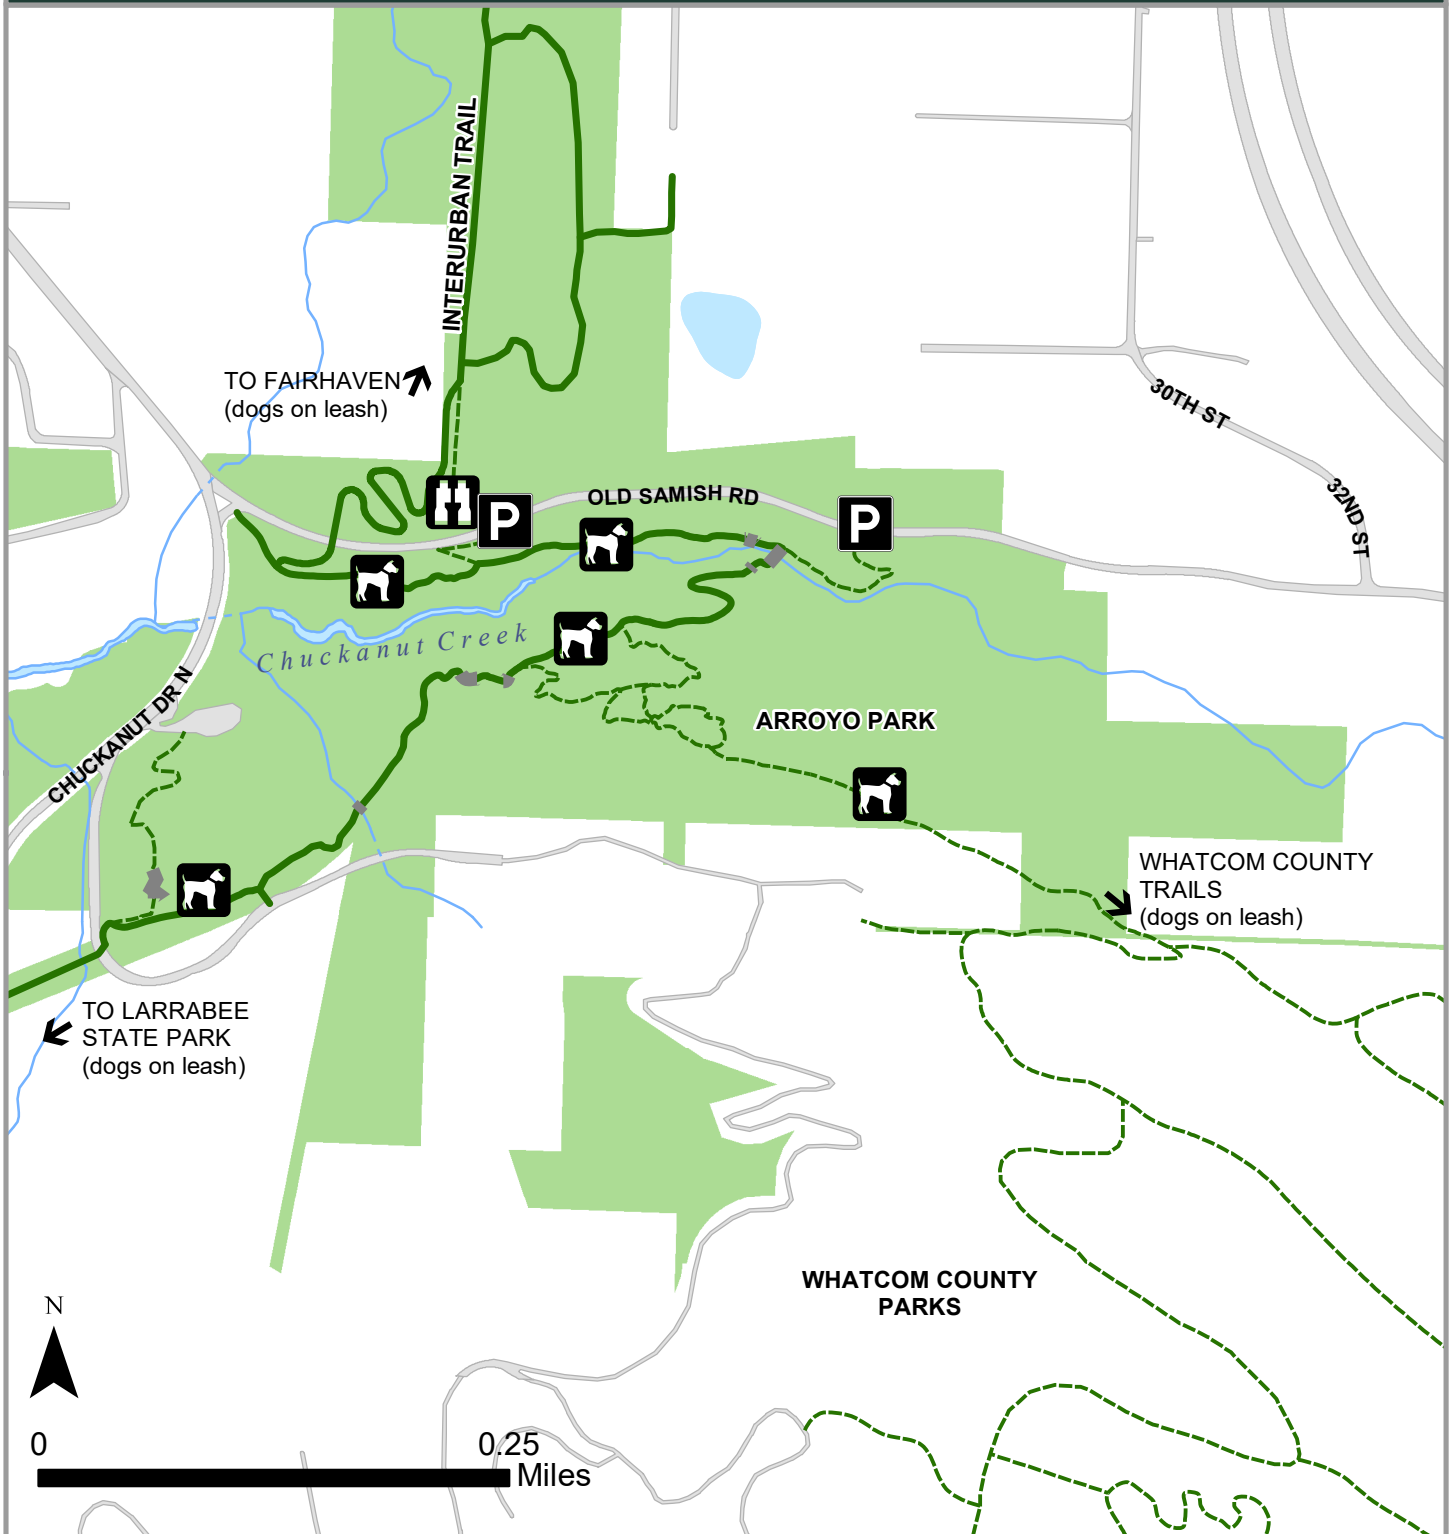 INTERURBAN TRAIL
TO FAIRHAVEN
(dogs on leash)
30TH ST
32ND ST
OLD SAMISH RD
P
P
Chuckanut Creek
CHUCKANUT DR N
ARROYO PARK
WHATCOM COUNTY
TRAILS
(dogs on leash)
TO LARRABEE
STATE PARK
(dogs on leash)
WHATCOM COUNTY
PARKS
N
0
0.25
Miles